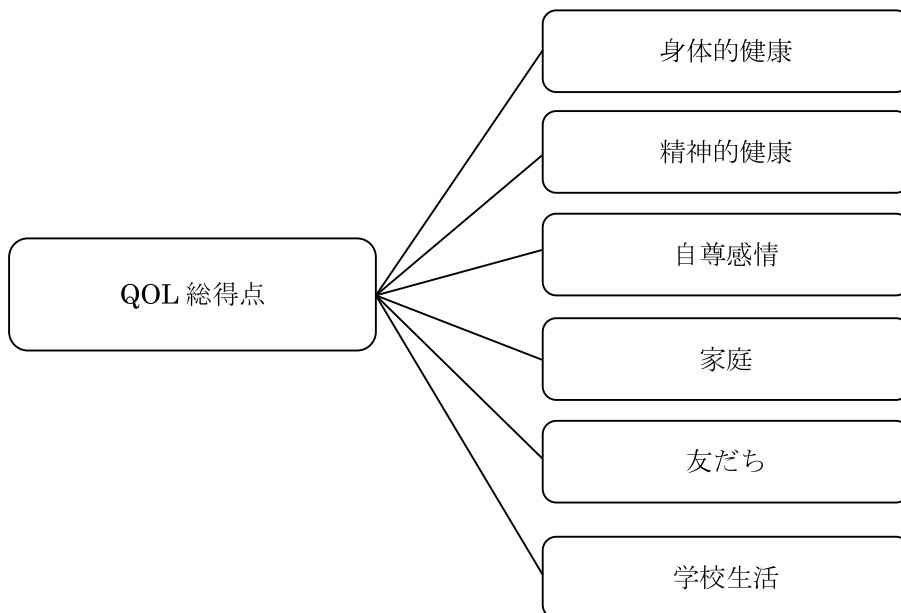 身体的健康
精神的健康
自尊感情
QOL 総得点
家庭
友だち
学校生活